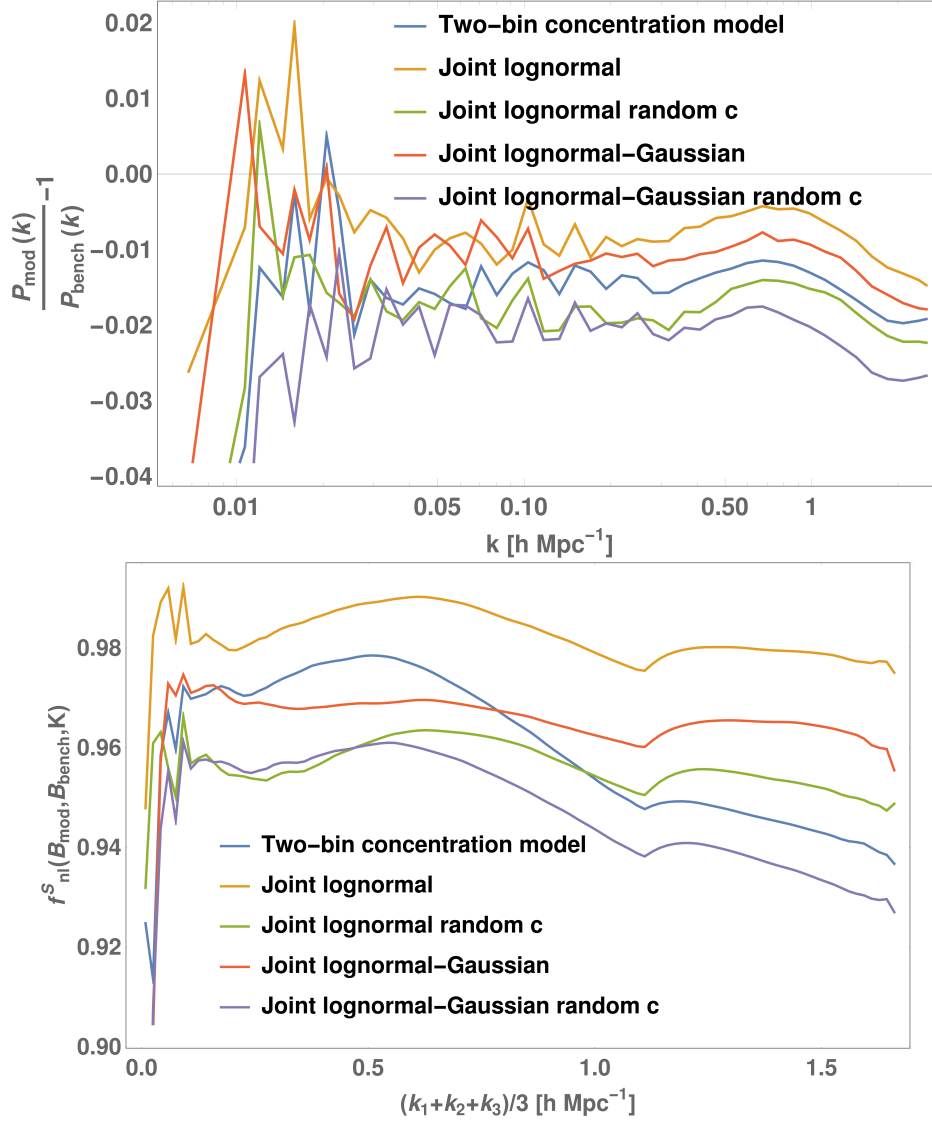 0.02
0.01
0.00
−0.01
−0.02
−0.03
−0.04
P_mod(k)/P_bench(k) −1
Two−bin concentration model
Joint lognormal
Joint lognormal random c
Joint lognormal−Gaussian
Joint lognormal−Gaussian random c
0.01 0.05 0.10 0.50 1
k [h Mpc⁻¹]
0.98
0.96
0.94
0.92
0.90
f^S_nl(B_mod,B_bench,K)
Two−bin concentration model
Joint lognormal
Joint lognormal random c
Joint lognormal−Gaussian
Joint lognormal−Gaussian random c
0.0 0.5 1.0 1.5
(k₁+k₂+k₃)/3 [h Mpc⁻¹]